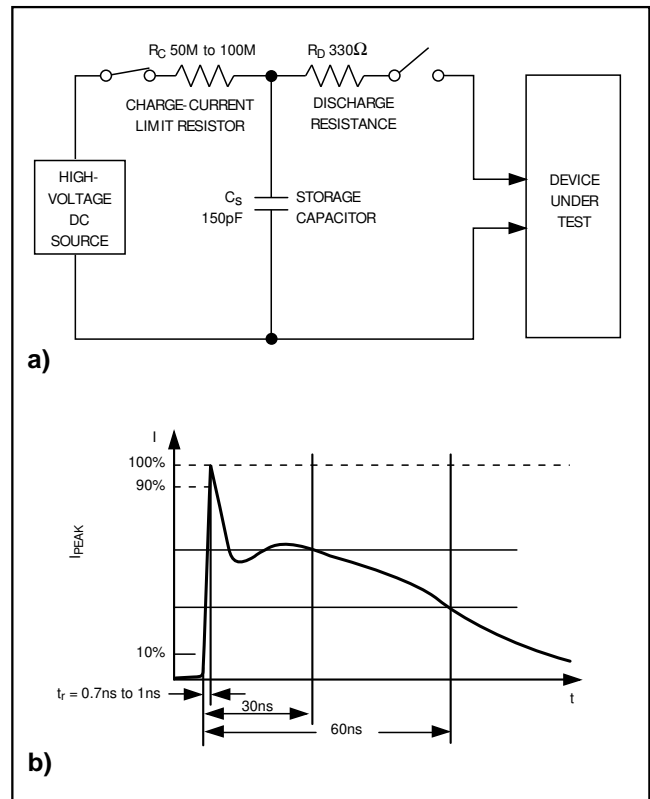 R_C 50M to 100M
R_D 330Ω
CHARGE-CURRENT
LIMIT RESISTOR
DISCHARGE
RESISTANCE
HIGH-
VOLTAGE
DC
SOURCE
C_S
150pF
STORAGE
CAPACITOR
DEVICE
UNDER
TEST
a)
I
100%
90%
I_PEAK
10%
t_r = 0.7ns to 1ns
t
30ns
60ns
b)